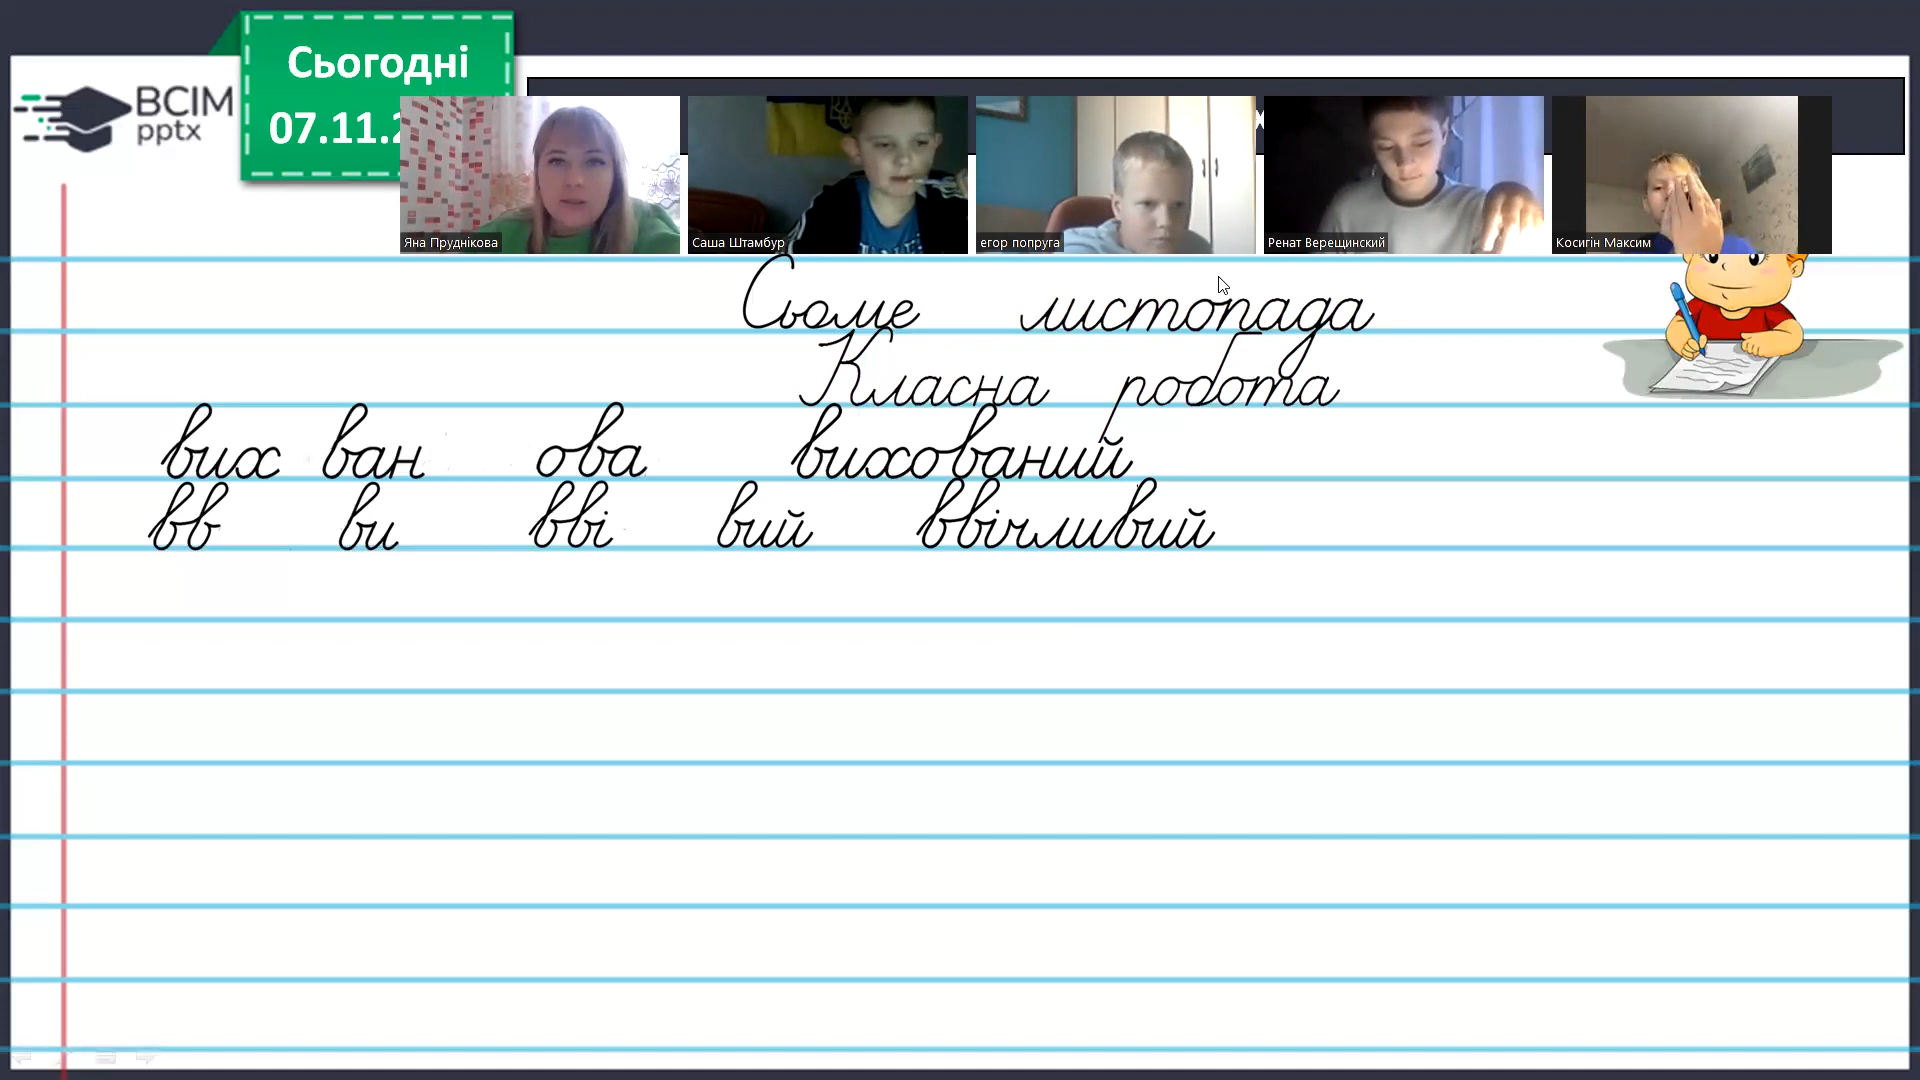 Сьогодні
07.11.2
ВСІМ
pptx
Яна Пруднікова
Саша Штамбур
егор попруга
Ренат Верещинский
Косигін Максим
Сьоме листопада
Класна робота
вих ван ова вихований
вв ви вві вий ввічливий